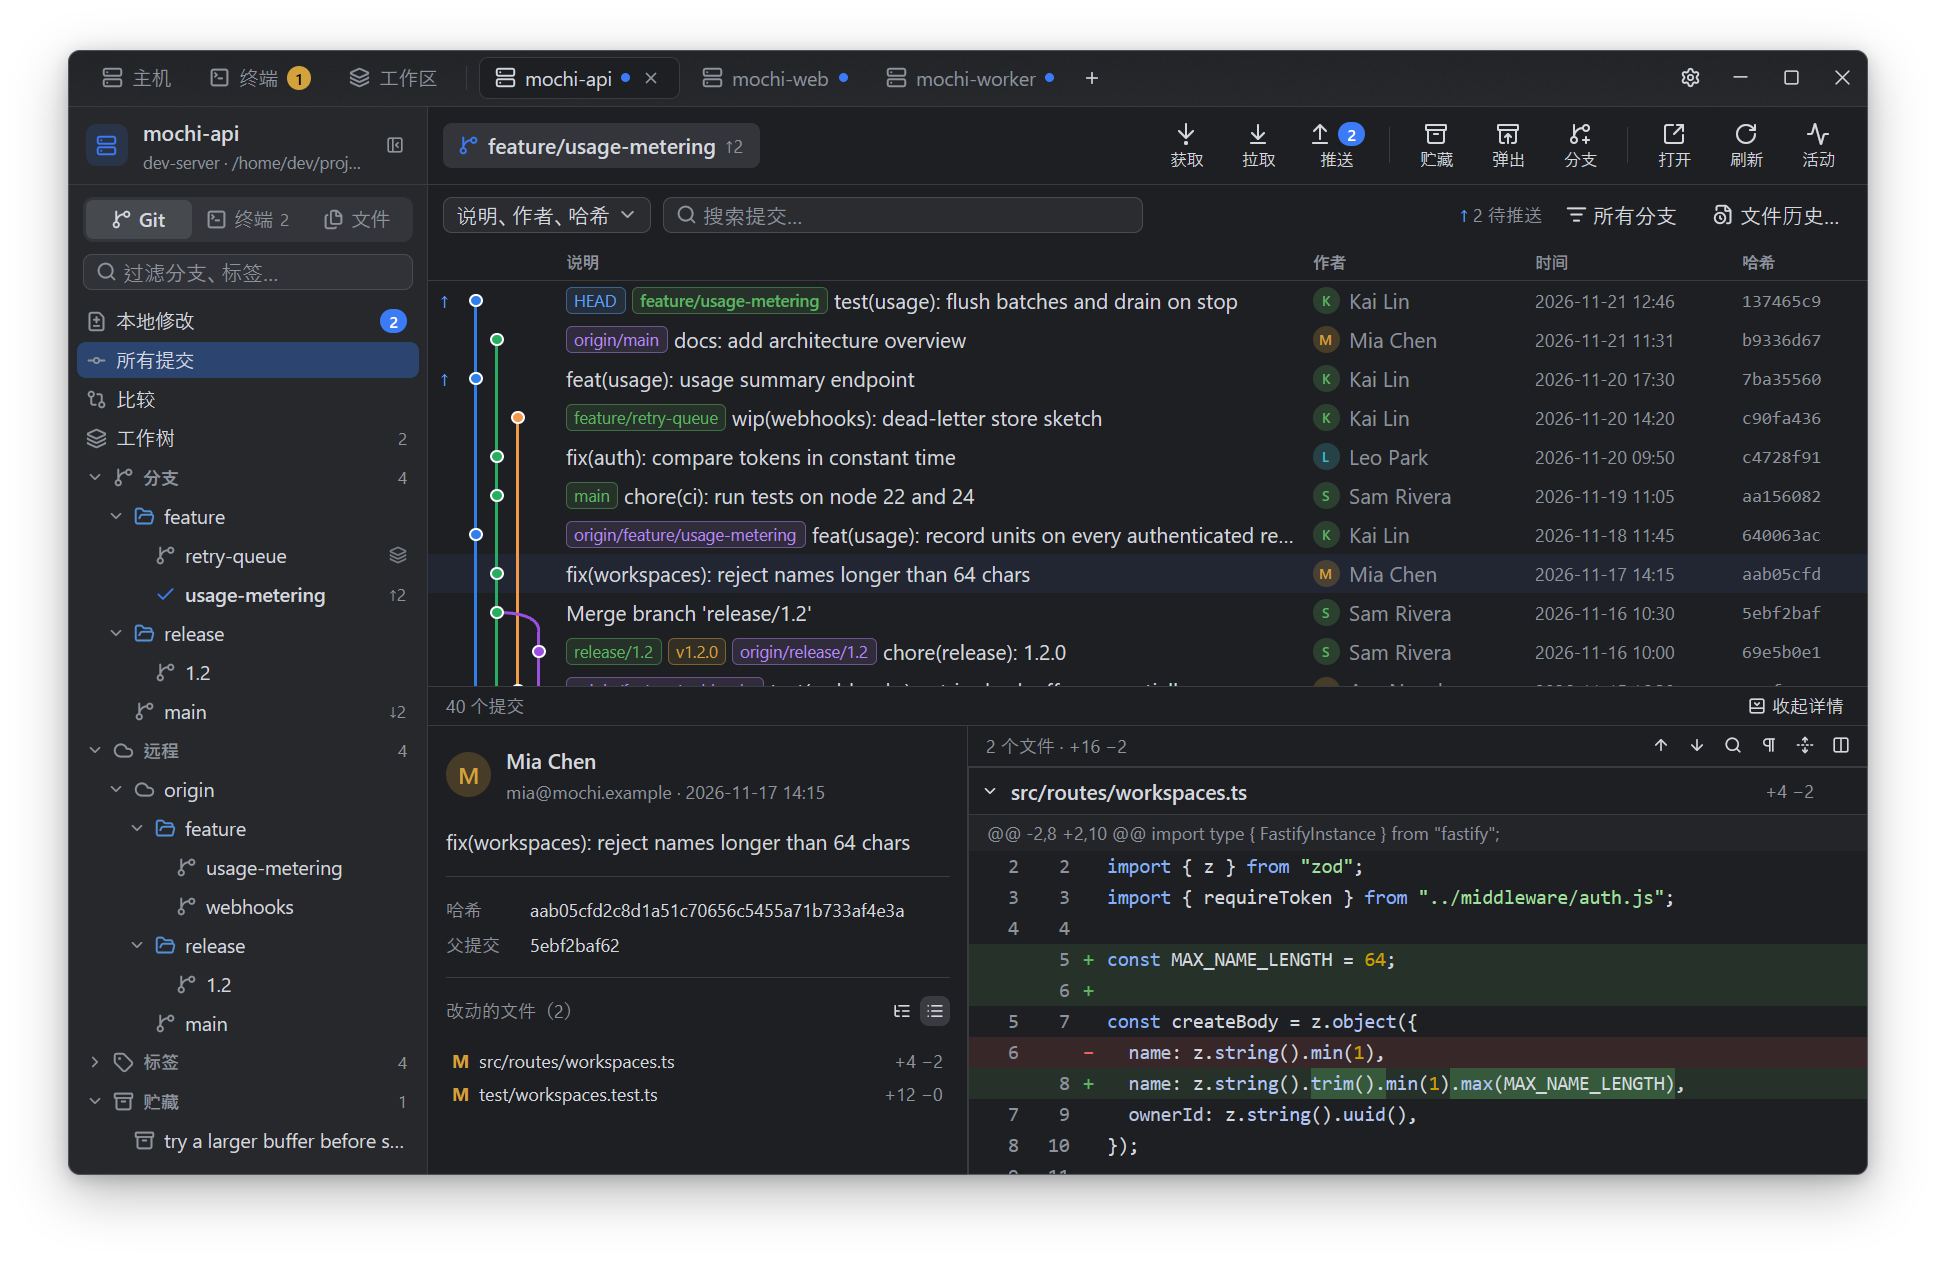 主机 终端 1 工作区 mochi-api mochi-web mochi-worker
mochi-api
dev-server · /home/dev/proj...
Git 终端 2 文件
过滤分支、标签...
本地修改 2
所有提交
比较
工作树 2
分支 4
feature
retry-queue
usage-metering ↑2
release
1.2
main ↓2
远程 4
origin
feature
usage-metering
webhooks
release
1.2
main
标签 4
贮藏 1
try a larger buffer before s...
feature/usage-metering ↑2
获取 拉取 推送 2 贮藏 弹出 分支 打开 刷新 活动
说明、作者、哈希 搜索提交... ↑2 待推送 所有分支 文件历史...
说明 作者 时间 哈希
↑ HEAD feature/usage-metering test(usage): flush batches and drain on stop K Kai Lin 2026-11-21 12:46 137465c9
origin/main docs: add architecture overview M Mia Chen 2026-11-21 11:31 b9336d67
↑ feat(usage): usage summary endpoint K Kai Lin 2026-11-20 17:30 7ba35560
feature/retry-queue wip(webhooks): dead-letter store sketch K Kai Lin 2026-11-20 14:20 c90fa436
fix(auth): compare tokens in constant time L Leo Park 2026-11-20 09:50 c4728f91
main chore(ci): run tests on node 22 and 24 S Sam Rivera 2026-11-19 11:05 aa156082
origin/feature/usage-metering feat(usage): record units on every authenticated re... K Kai Lin 2026-11-18 11:45 640063ac
fix(workspaces): reject names longer than 64 chars M Mia Chen 2026-11-17 14:15 aab05cfd
Merge branch 'release/1.2' S Sam Rivera 2026-11-16 10:30 5ebf2baf
release/1.2 v1.2.0 origin/release/1.2 chore(release): 1.2.0 S Sam Rivera 2026-11-16 10:00 69e5b0e1
40 个提交 收起详情
M Mia Chen
mia@mochi.example · 2026-11-17 14:15
fix(workspaces): reject names longer than 64 chars
哈希 aab05cfd2c8d1a51c70656c5455a71b733af4e3a
父提交 5ebf2baf62
改动的文件（2）
M src/routes/workspaces.ts +4 −2
M test/workspaces.test.ts +12 −0
2 个文件 · +16 −2
src/routes/workspaces.ts +4 −2
@@ -2,8 +2,10 @@ import type { FastifyInstance } from "fastify";
2 2 import { z } from "zod";
3 3 import { requireToken } from "../middleware/auth.js";
4 4
5 + const MAX_NAME_LENGTH = 64;
6 +
5 7 const createBody = z.object({
6 − name: z.string().min(1),
8 + name: z.string().trim().min(1).max(MAX_NAME_LENGTH),
7 9 ownerId: z.string().uuid(),
8 10 });